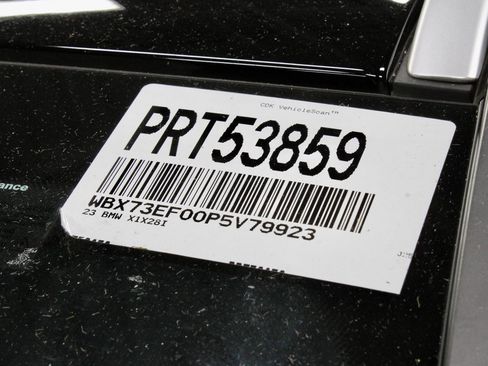 CDK VehicleScan™
PRT53859
WBX73EF00P5V79923
23 BMW X1X28I